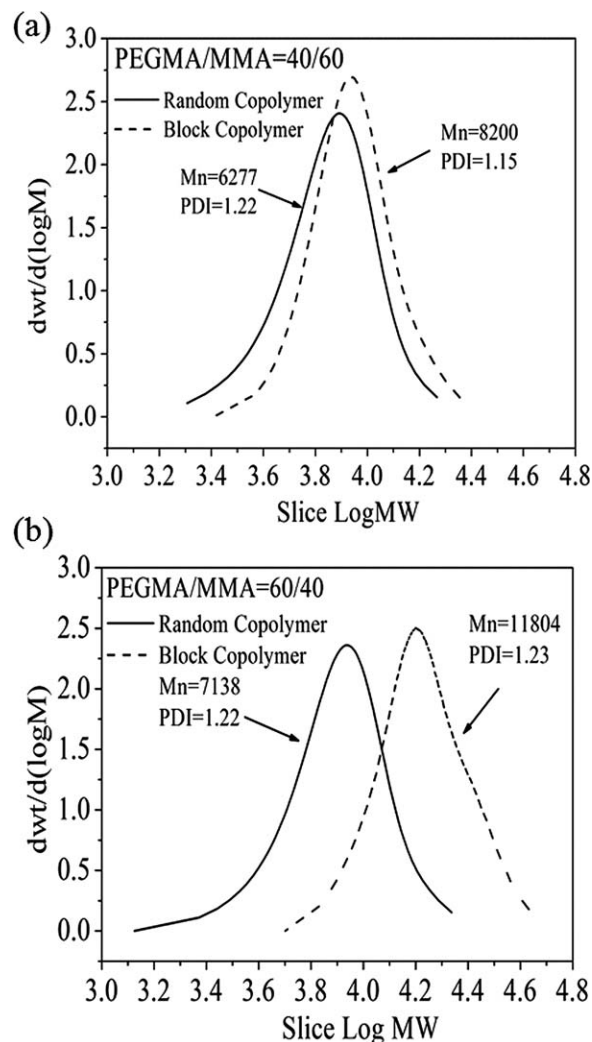 (a)
PEGMA/MMA=40/60
Random Copolymer
Block Copolymer
Mn=6277
PDI=1.22
Mn=8200
PDI=1.15
dwt/d(logM)
3.0
2.5
2.0
1.5
1.0
0.5
0.0
3.0 3.2 3.4 3.6 3.8 4.0 4.2 4.4 4.6 4.8
Slice LogMW
(b)
PEGMA/MMA=60/40
Random Copolymer
Block Copolymer
Mn=7138
PDI=1.22
Mn=11804
PDI=1.23
dwt/d(logM)
3.0
2.5
2.0
1.5
1.0
0.5
0.0
3.0 3.2 3.4 3.6 3.8 4.0 4.2 4.4 4.6 4.8
Slice Log MW